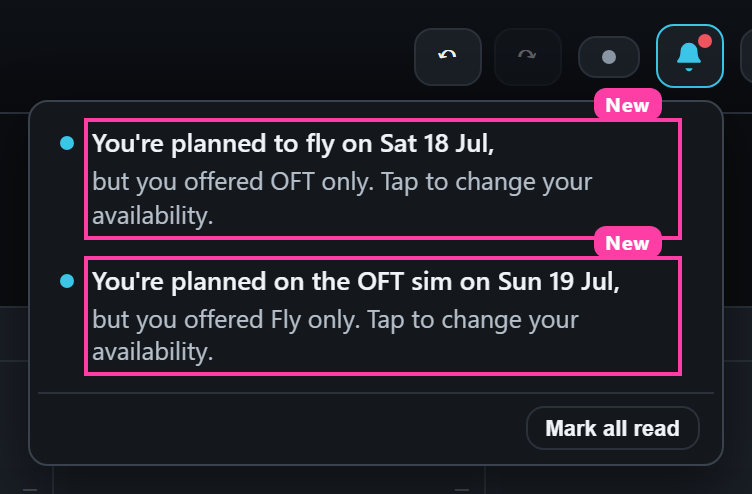 New
You're planned to fly on Sat 18 Jul,
but you offered OFT only. Tap to change your
availability.
New
You're planned on the OFT sim on Sun 19 Jul,
but you offered Fly only. Tap to change your
availability.
Mark all read